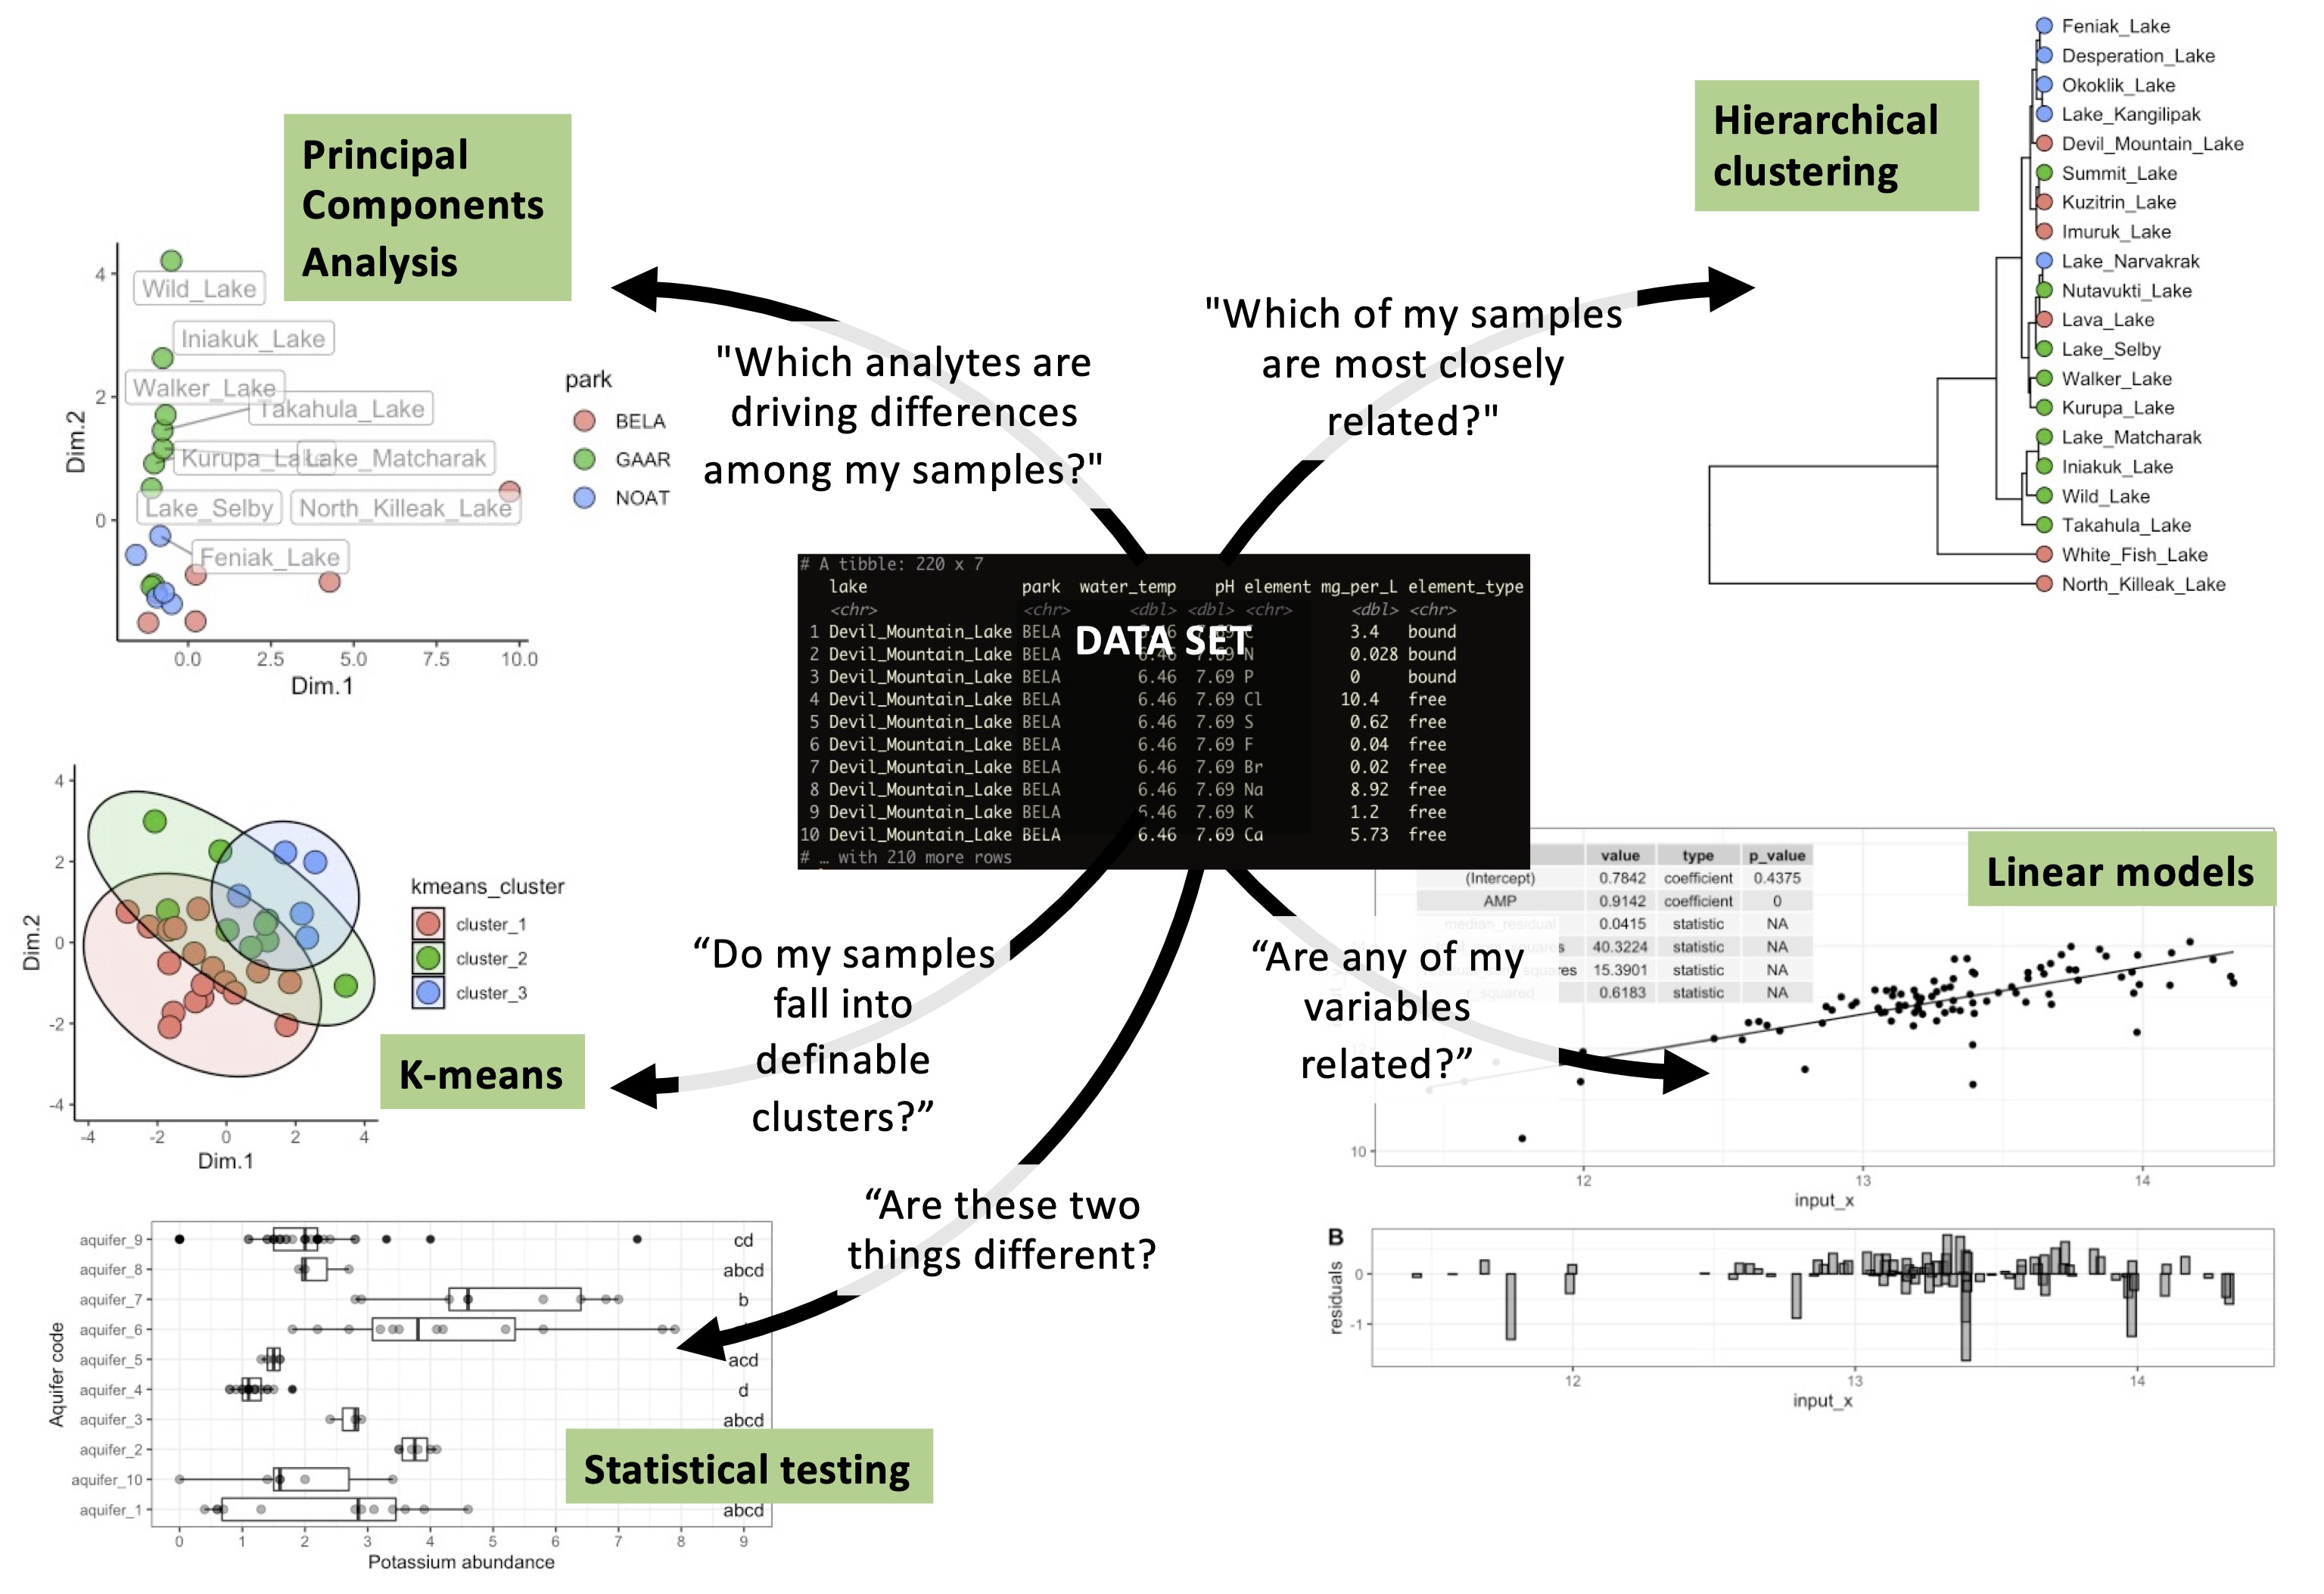 Principal
Components
Analysis
4
2
0
Dim.2
Wild_Lake
Iniakuk_Lake
Walker_Lake
Takahula_Lake
Kurupa_Lake
Lake_Matcharak
Lake_Selby
North_Killeak_Lake
Feniak_Lake
0.0 2.5 5.0 7.5 10.0
Dim.1
park
BELA
GAAR
NOAT
"Which analytes are
driving differences
among my samples?"
"Which of my samples
are most closely
related?"
Hierarchical
clustering
Feniak_Lake
Desperation_Lake
Okoklik_Lake
Lake_Kangilipak
Devil_Mountain_Lake
Summit_Lake
Kuzitrin_Lake
Imuruk_Lake
Lake_Narvakrak
Nutavukti_Lake
Lava_Lake
Lake_Selby
Walker_Lake
Kurupa_Lake
Lake_Matcharak
Iniakuk_Lake
Wild_Lake
Takahula_Lake
White_Fish_Lake
North_Killeak_Lake
# A tibble: 220 x 7
lake park water_temp pH element mg_per_L element_type
<chr> <chr> <dbl> <dbl> <chr> <dbl> <chr>
DATA SET
1 Devil_Mountain_Lake BELA 6.46 7.69 C 3.4 bound
2 Devil_Mountain_Lake BELA 6.46 7.69 N 0.028 bound
3 Devil_Mountain_Lake BELA 6.46 7.69 P 0 bound
4 Devil_Mountain_Lake BELA 6.46 7.69 Cl 10.4 free
5 Devil_Mountain_Lake BELA 6.46 7.69 S 0.62 free
6 Devil_Mountain_Lake BELA 6.46 7.69 F 0.04 free
7 Devil_Mountain_Lake BELA 6.46 7.69 Br 0.02 free
8 Devil_Mountain_Lake BELA 6.46 7.69 Na 8.92 free
9 Devil_Mountain_Lake BELA 6.46 7.69 K 1.2 free
10 Devil_Mountain_Lake BELA 6.46 7.69 Ca 5.73 free
# … with 210 more rows
4
2
0
-2
-4
Dim.2
-4 -2 0 2 4
Dim.1
kmeans_cluster
cluster_1
cluster_2
cluster_3
K-means
“Do my samples
fall into
definable
clusters?”
“Are any of my
variables
related?”
“Are these two
things different?
Linear models
value type p_value
(Intercept) 0.7842 coefficient 0.4375
AMP 0.9142 coefficient 0
median_residual 0.0415 statistic NA
squares 40.3224 statistic NA
squares 15.3901 statistic NA
r_squared 0.6183 statistic NA
12
10
12 13 14
input_x
B
residuals
0
-1
12 13 14
input_x
Aquifer code
aquifer_9 cd
aquifer_8 abcd
aquifer_7 b
aquifer_6
aquifer_5 acd
aquifer_4 d
aquifer_3 abcd
aquifer_2
aquifer_10
aquifer_1 abcd
Statistical testing
0 1 2 3 4 5 6 7 8 9
Potassium abundance